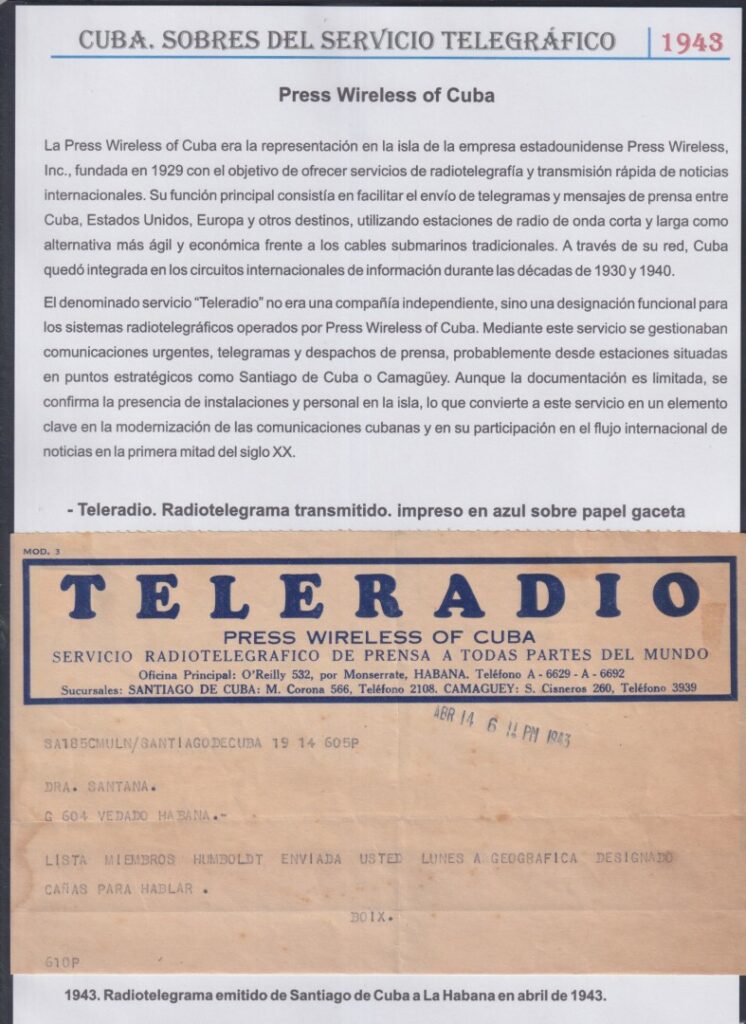 CUBA. SOBRES DEL SERVICIO TELEGRÁFICO 1943
Press Wireless of Cuba
La Press Wireless of Cuba era la representación en la isla de la empresa estadounidense Press Wireless,
Inc., fundada en 1929 con el objetivo de ofrecer servicios de radiotelegrafía y transmisión rápida de noticias
internacionales. Su función principal consistía en facilitar el envío de telegramas y mensajes de prensa entre
Cuba, Estados Unidos, Europa y otros destinos, utilizando estaciones de radio de onda corta y larga como
alternativa más ágil y económica frente a los cables submarinos tradicionales. A través de su red, Cuba
quedó integrada en los circuitos internacionales de información durante las décadas de 1930 y 1940.
El denominado servicio “Teleradio” no era una compañía independiente, sino una designación funcional para
los sistemas radiotelegráficos operados por Press Wireless of Cuba. Mediante este servicio se gestionaban
comunicaciones urgentes, telegramas y despachos de prensa, probablemente desde estaciones situadas
en puntos estratégicos como Santiago de Cuba o Camagüey. Aunque la documentación es limitada, se
confirma la presencia de instalaciones y personal en la isla, lo que convierte a este servicio en un elemento
clave en la modernización de las comunicaciones cubanas y en su participación en el flujo internacional de
noticias en la primera mitad del siglo XX.
- Teleradio. Radiotelegrama transmitido. impreso en azul sobre papel gaceta
MOD. 3
TELERADIO
PRESS WIRELESS OF CUBA
SERVICIO RADIOTELEGRAFICO DE PRENSA A TODAS PARTES DEL MUNDO
Oficina Principal: O'Reilly 532, por Monserrate, HABANA. Teléfono A - 6629 - A - 6692
Sucursales: SANTIAGO DE CUBA: M. Corona 566, Teléfono 2108. CAMAGUEY: S. Cisneros 260, Teléfono 3939
ABR 14 6 11 PM 1943
SA185CMULN/SANTIAGODECUBA 19 14 605P
DRA. SANTANA.
G 604 VEDADO HABANA.-
LISTA MIEMBROS HUMBOLDT ENVIADA USTED LUNES A GEOGRAFICA DESIGNADO
CAÑAS PARA HABLAR .
BOIX.
610P
1943. Radiotelegrama emitido de Santiago de Cuba a La Habana en abril de 1943.